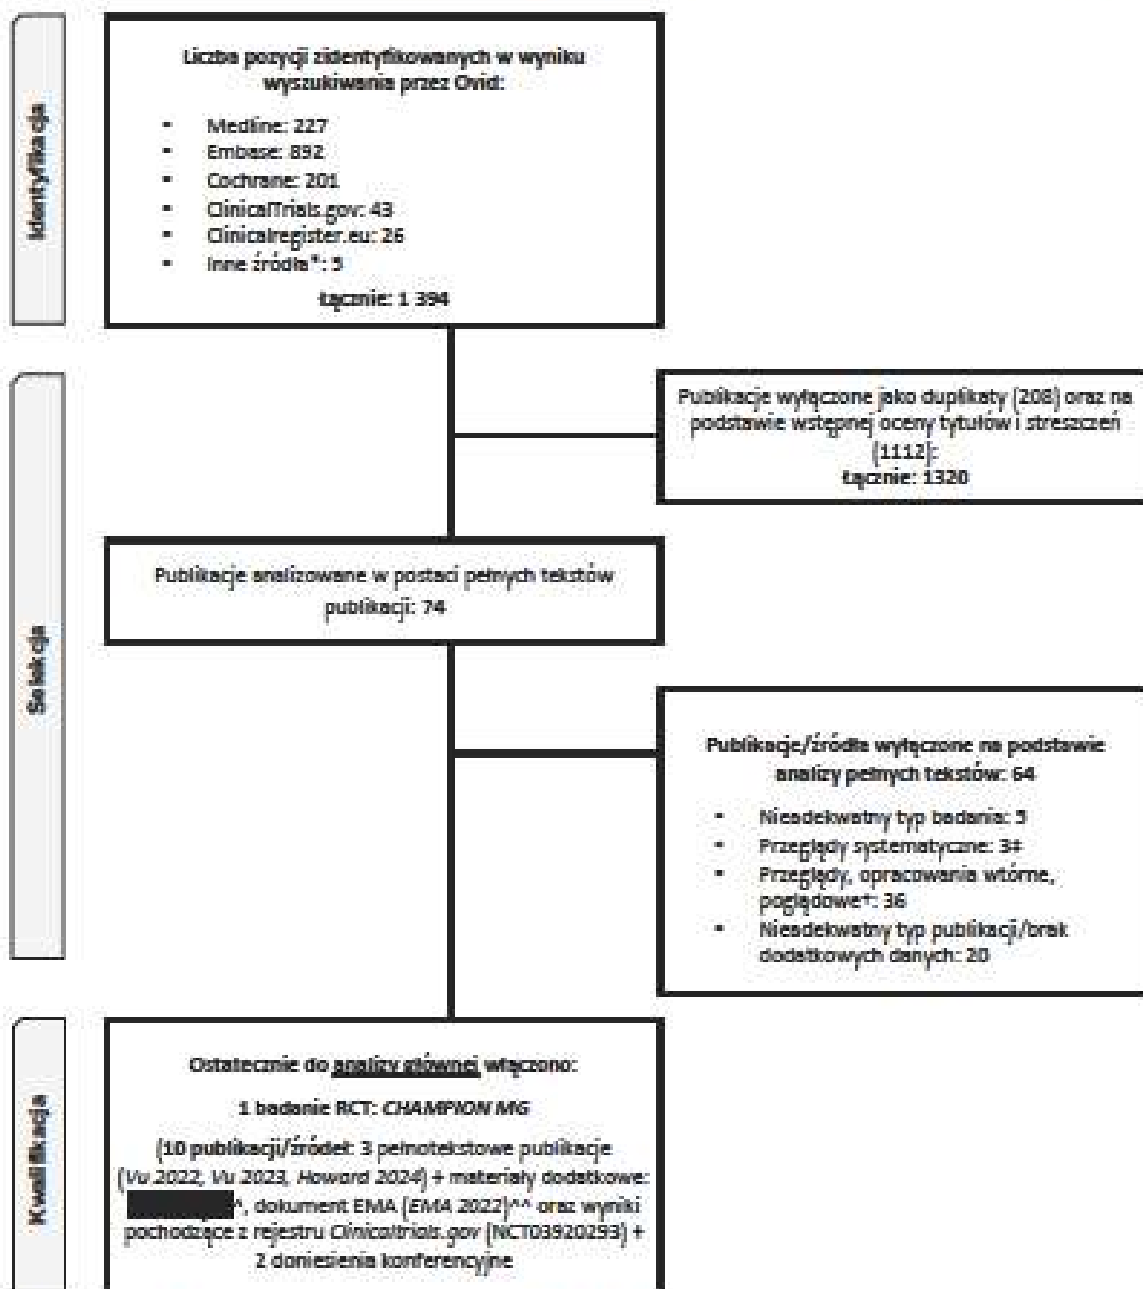 Identyfikacja
Liczba pozycji zidentyfikowanych w wyniku
wyszukiwania przez Ovid:
- Medline: 227
- Embase: 892
- Cochrane: 201
- ClinicalTrials.gov: 43
- Clinicalregister.eu: 26
- Inne źródła*: 5
Łącznie: 1 394
Selekcja
Publikacje wyłączone jako duplikaty (208) oraz na
podstawie wstępnej oceny tytułów i streszczeń
(1112):
Łącznie: 1320
Publikacje analizowane w postaci pełnych tekstów
publikacji: 74
Publikacje/źródła wyłączone na podstawie
analizy pełnych tekstów: 64
- Nieadekwatny typ badania: 5
- Przeglądy systematyczne: 3‡
- Przeglądy, opracowania wtórne,
poglądowe†: 36
- Nieadekwatny typ publikacji/brak
dodatkowych danych: 20
Kwalifikacja
Ostatecznie do analizy głównej włączono:
1 badanie RCT: CHAMPION MG
(10 publikacji/źródeł: 3 pełnotekstowe publikacje
(Vu 2022, Vu 2023, Howard 2024) + materiały dodatkowe:
^, dokument EMA (EMA 2022)^^ oraz wyniki
pochodzące z rejestru Clinicaltrials.gov (NCT03920293) +
2 doniesienia konferencyjne